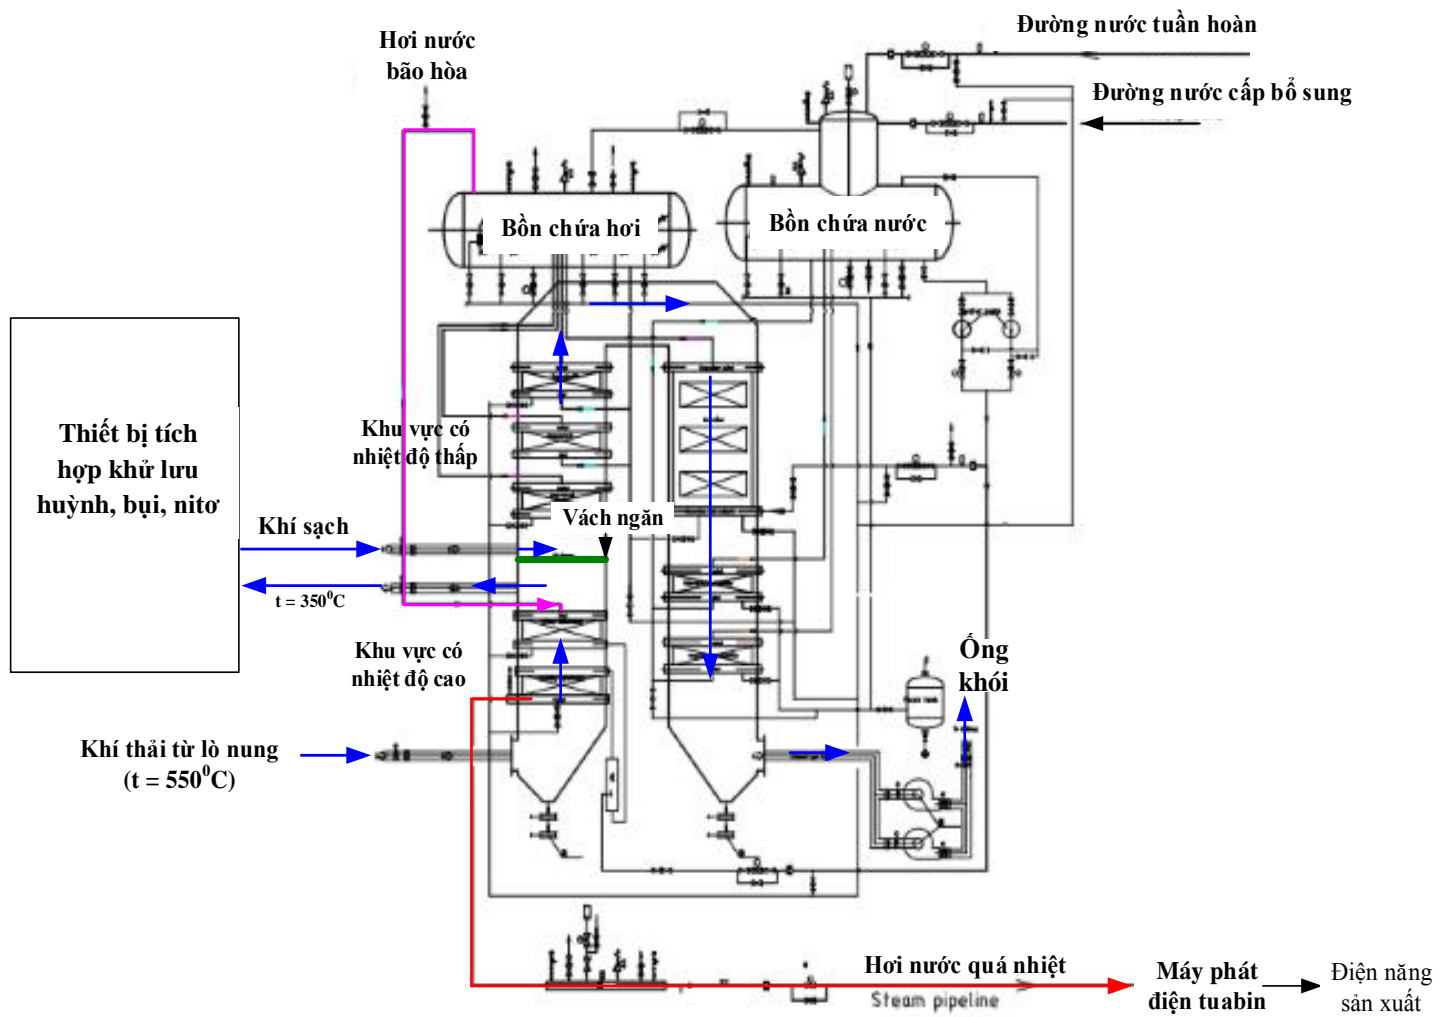 Đường nước tuần hoàn
Hơi nước
bão hòa
Đường nước cấp bổ sung
Bồn chứa hơi
Bồn chứa nước
Thiết bị tích
hợp khử lưu
huỳnh, bụi, nitơ
Khu vực có
nhiệt độ thấp
Vách ngăn
Khí sạch
t = 350⁰C
Khu vực có
nhiệt độ cao
Ống
khói
Khí thải từ lò nung
(t = 550⁰C)
Hơi nước quá nhiệt
Steam pipeline
Máy phát
điện tuabin
Điện năng
sản xuất